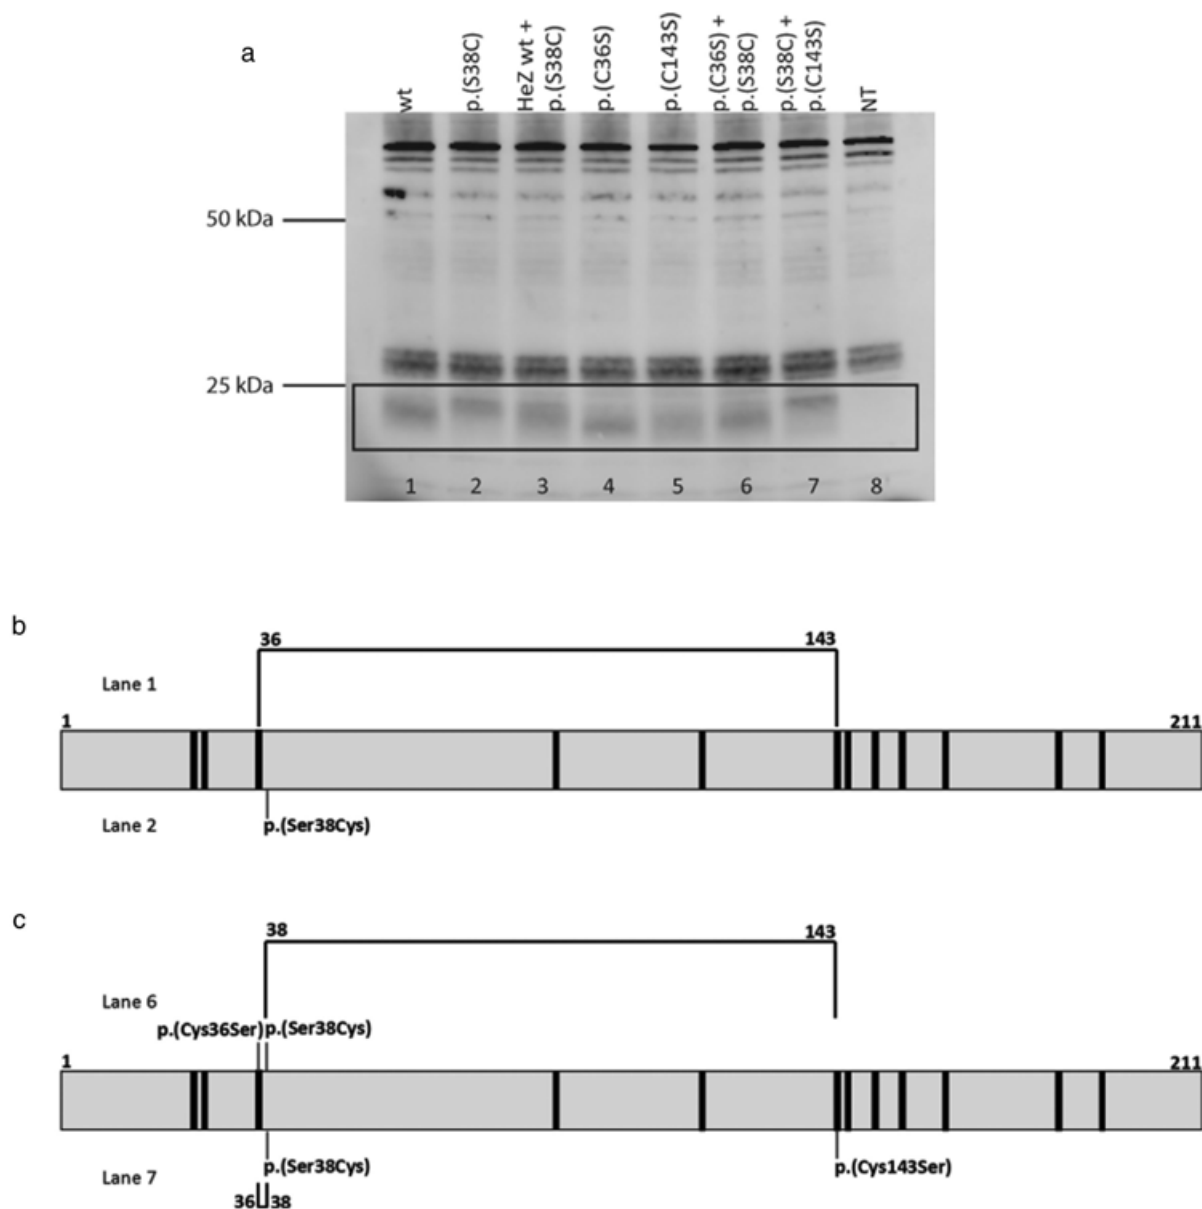 a
wt
p.(S38C)
HeZ wt +
p.(S38C)
p.(C36S)
p.(C143S)
p.(C36S) +
p.(S38C)
p.(S38C) +
p.(C143S)
NT
50 kDa
25 kDa
1 2 3 4 5 6 7 8
b
36 143
Lane 1
1 211
Lane 2 p.(Ser38Cys)
c
38 143
Lane 6
p.(Cys36Ser) p.(Ser38Cys)
1 211
p.(Ser38Cys) p.(Cys143Ser)
Lane 7
36 38